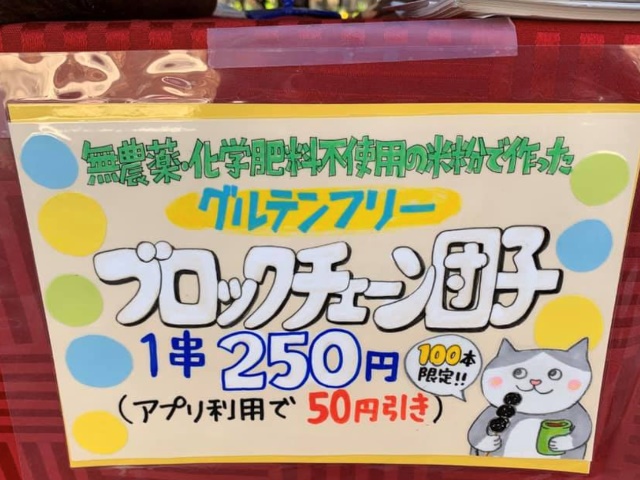 無農薬・化学肥料不使用の米粉で作った
グルテンフリー
ブロックチェーン団子
1串 250円
100本
限定!!
(アプリ利用で 50円引き)